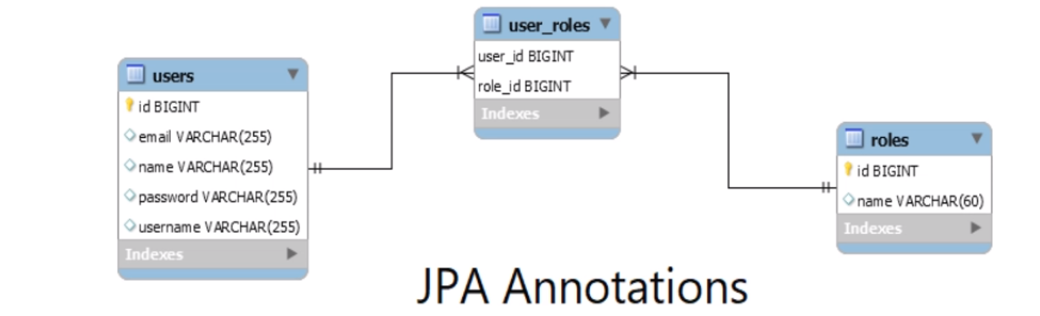 users
id BIGINT
email VARCHAR(255)
name VARCHAR(255)
password VARCHAR(255)
username VARCHAR(255)
Indexes
user_roles
user_id BIGINT
role_id BIGINT
Indexes
roles
id BIGINT
name VARCHAR(60)
Indexes
JPA Annotations